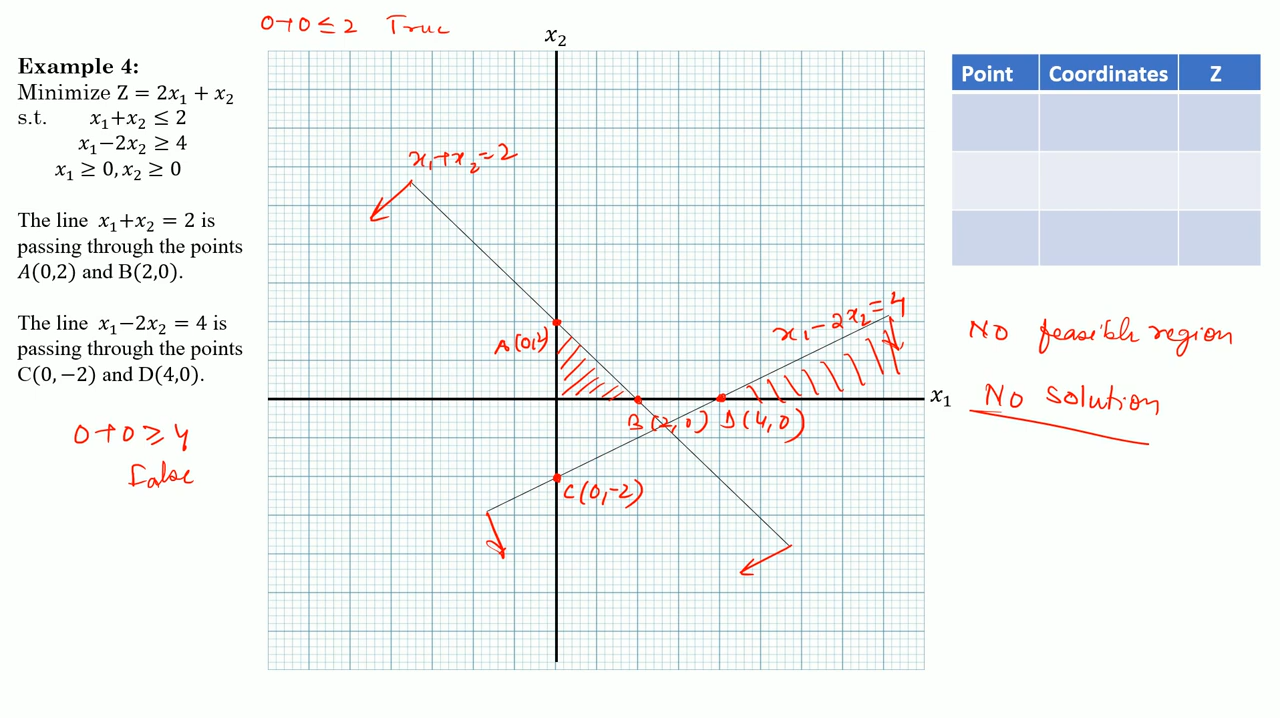 0+0 ≤ 2 True
Example 4:
Minimize Z = 2x₁ + x₂
s.t. x₁+x₂ ≤ 2
x₁−2x₂ ≥ 4
x₁ ≥ 0, x₂ ≥ 0
The line x₁+x₂ = 2 is
passing through the points
A(0,2) and B(2,0).
The line x₁−2x₂ = 4 is
passing through the points
C(0,−2) and D(4,0).
0+0 ≥ 4
False
x₂
x₁+x₂=2
x₁−2x₂=4
A(0,2)
x₁
B(2,0) D(4,0)
C(0,-2)
Point Coordinates Z
No feasible region
No solution